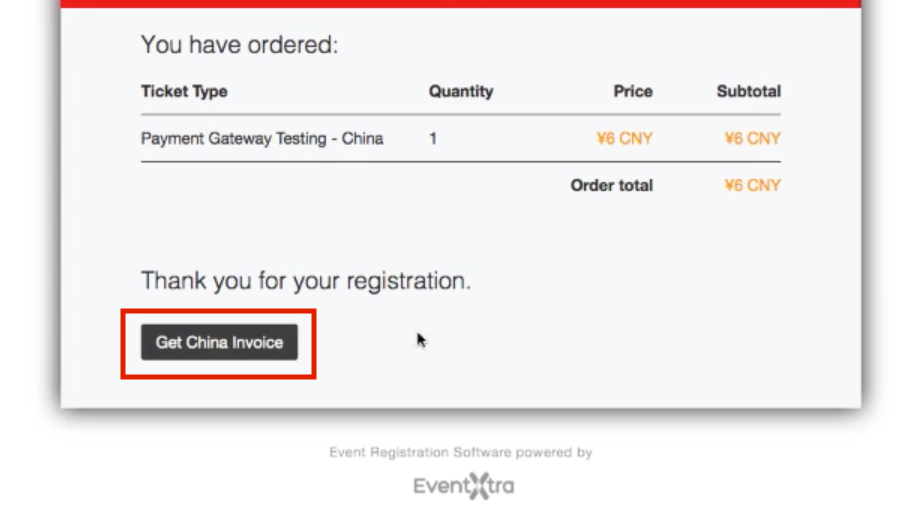 You have ordered:
Ticket Type Quantity Price Subtotal
Payment Gateway Testing - China 1 ¥6 CNY ¥6 CNY
Order total ¥6 CNY
Thank you for your registration.
Get China Invoice
Event Registration Software powered by
EventXtra